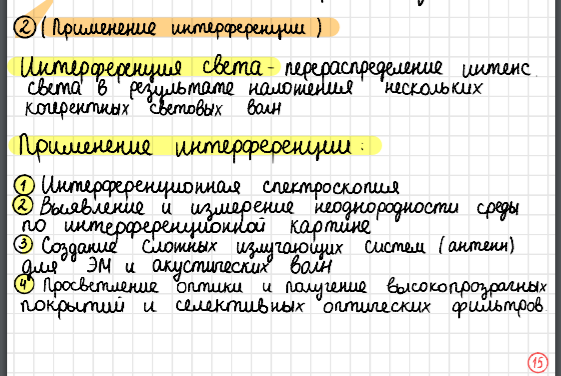 ② (Применение интерференции)
Интерференция света - перераспределение интенс.
света в результате наложения нескольких
когерентных световых волн
Применение интерференции:
① Интерференционная спектроскопия
② Выявление и измерение неоднородности среды
по интерференционной картине
③ Создание сложных излучающих систем (антенн)
для ЭМ и акустических волн
④ Просветление оптики и получение высокопрозрачных
покрытий и селективных оптических фильтров.
15